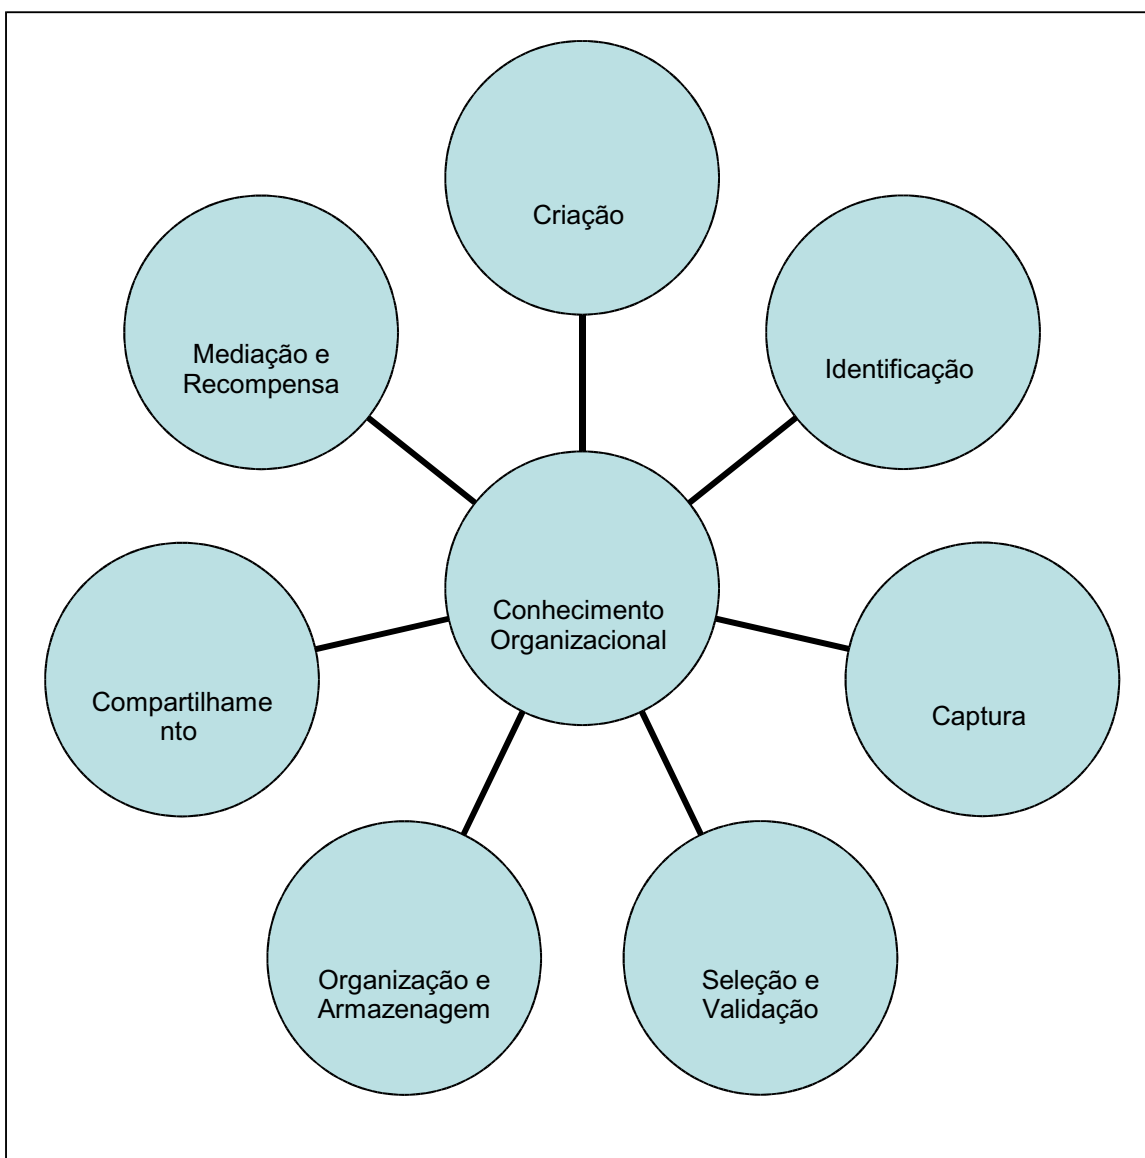 Criação
Mediação e
Recompensa
Identificação
Conhecimento
Organizacional
Compartilhame
nto
Captura
Organização e
Armazenagem
Seleção e
Validação